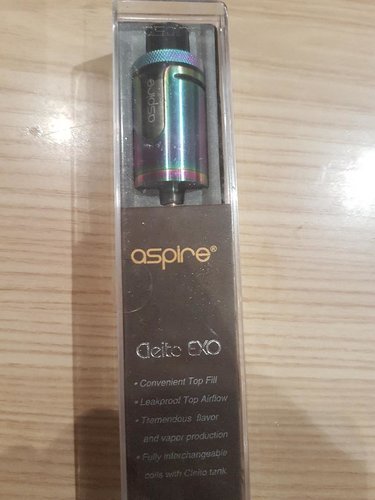 aspire
aspire®
Cleito EXO
• Convenient Top Fill
• Leakproof Top Airflow
• Tremendous flavor
and vapor production
• Fully interchangeable
coils with Cleito tank